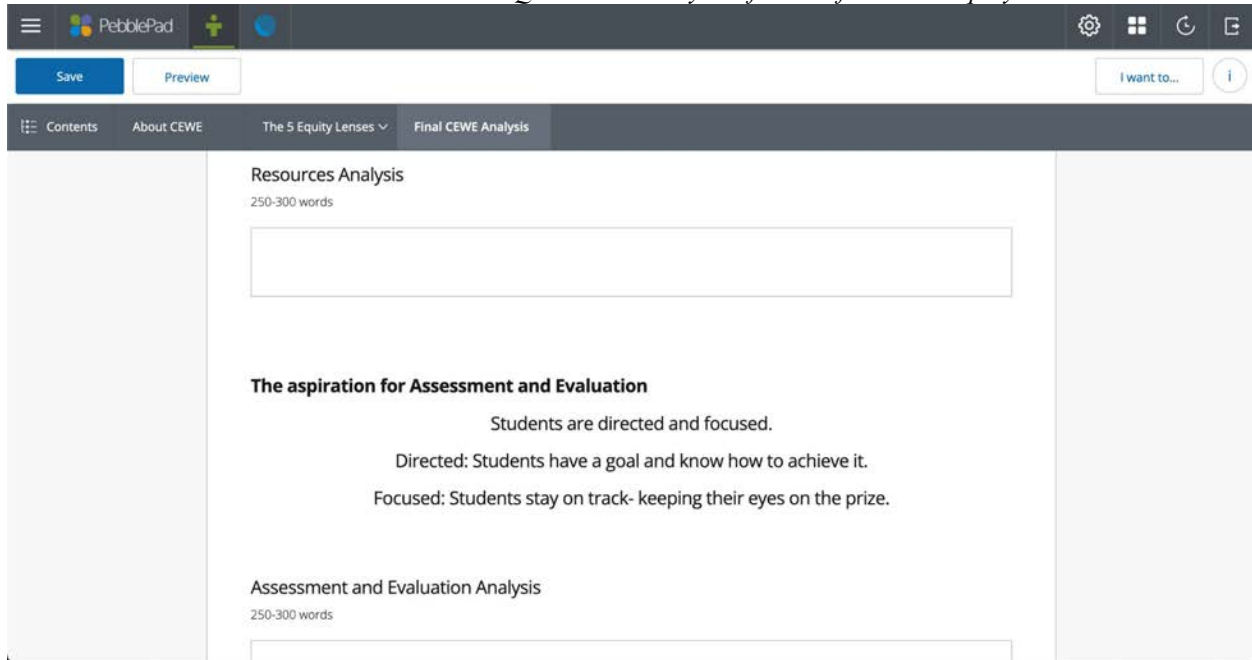 PebblePad
Save
Preview
I want to...
i
Contents
About CEWE
The 5 Equity Lenses
Final CEWE Analysis
Resources Analysis
250-300 words
The aspiration for Assessment and Evaluation
Students are directed and focused.
Directed: Students have a goal and know how to achieve it.
Focused: Students stay on track- keeping their eyes on the prize.
Assessment and Evaluation Analysis
250-300 words